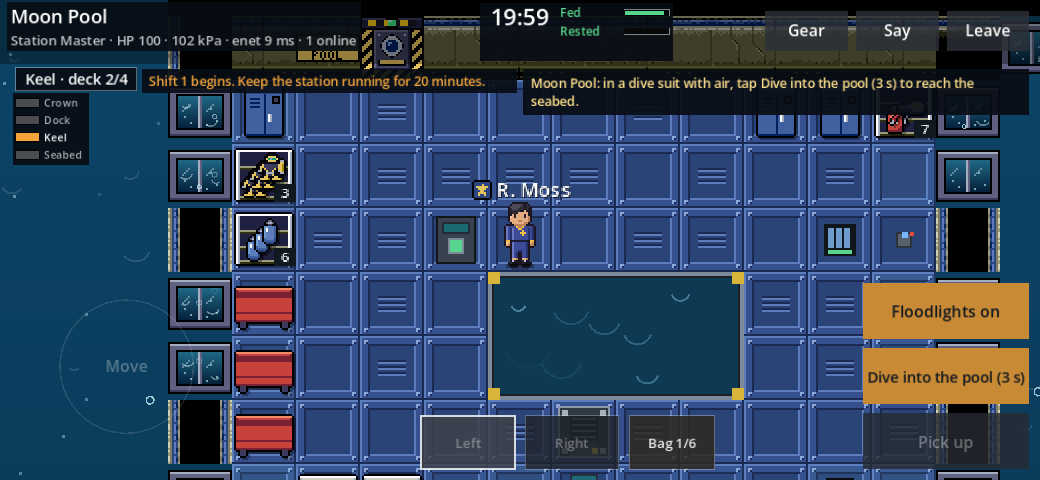 Moon Pool
Station Master · HP 100 · 102 kPa · enet 9 ms · 1 online
POOL
19:59
Fed
Rested
Gear
Say
Leave
Keel · deck 2/4
Shift 1 begins. Keep the station running for 20 minutes.
Moon Pool: in a dive suit with air, tap Dive into the pool (3 s) to reach the
seabed.
Crown
Dock
Keel
Seabed
7
3
R. Moss
6
Floodlights on
Move
Dive into the pool (3 s)
Left
Right
Bag 1/6
Pick up